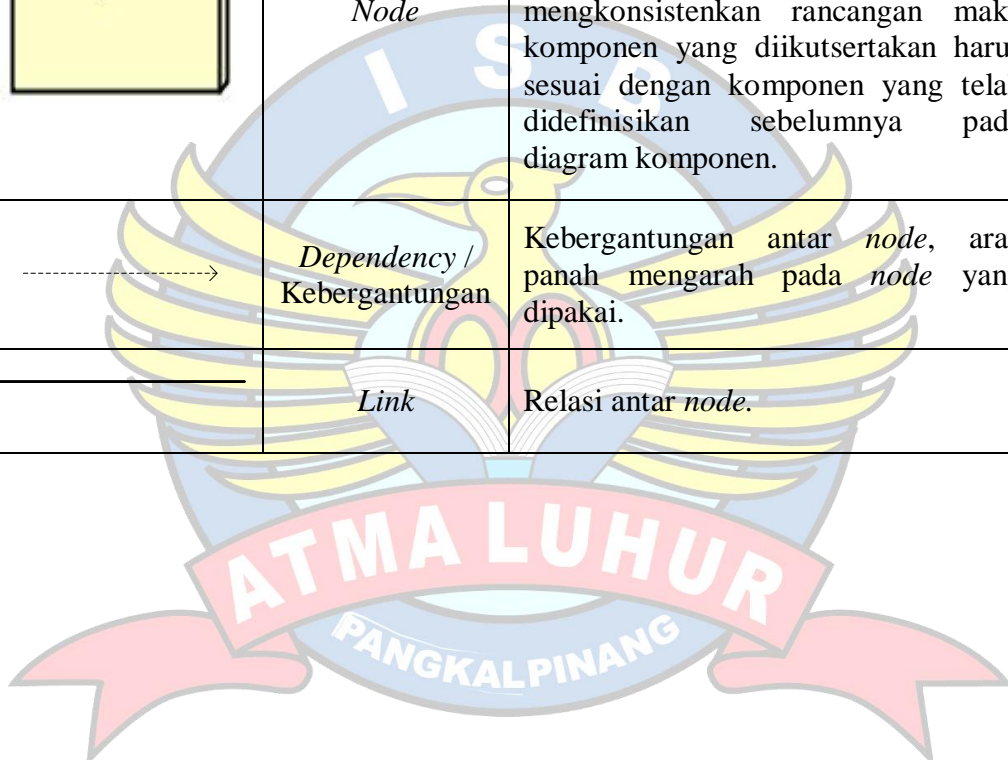 Node
mengkonsistenkan rancangan mak
komponen yang diikutsertakan haru
sesuai dengan komponen yang tela
didefinisikan sebelumnya pad
diagram komponen.
Dependency /
Kebergantungan
Kebergantungan antar node, ara
panah mengarah pada node yan
dipakai.
Link
Relasi antar node.
ISB
ATMA LUHUR
PANGKALPINANG